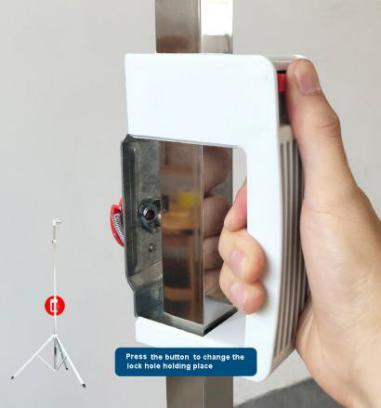 Press the button to change the
lock hole holding place